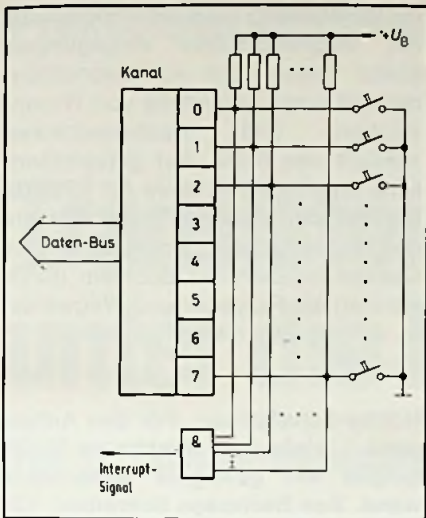 +U_B
Kanal
0
1
2
3
4
5
6
7
Daten-Bus
&
Interrupt-
Signal